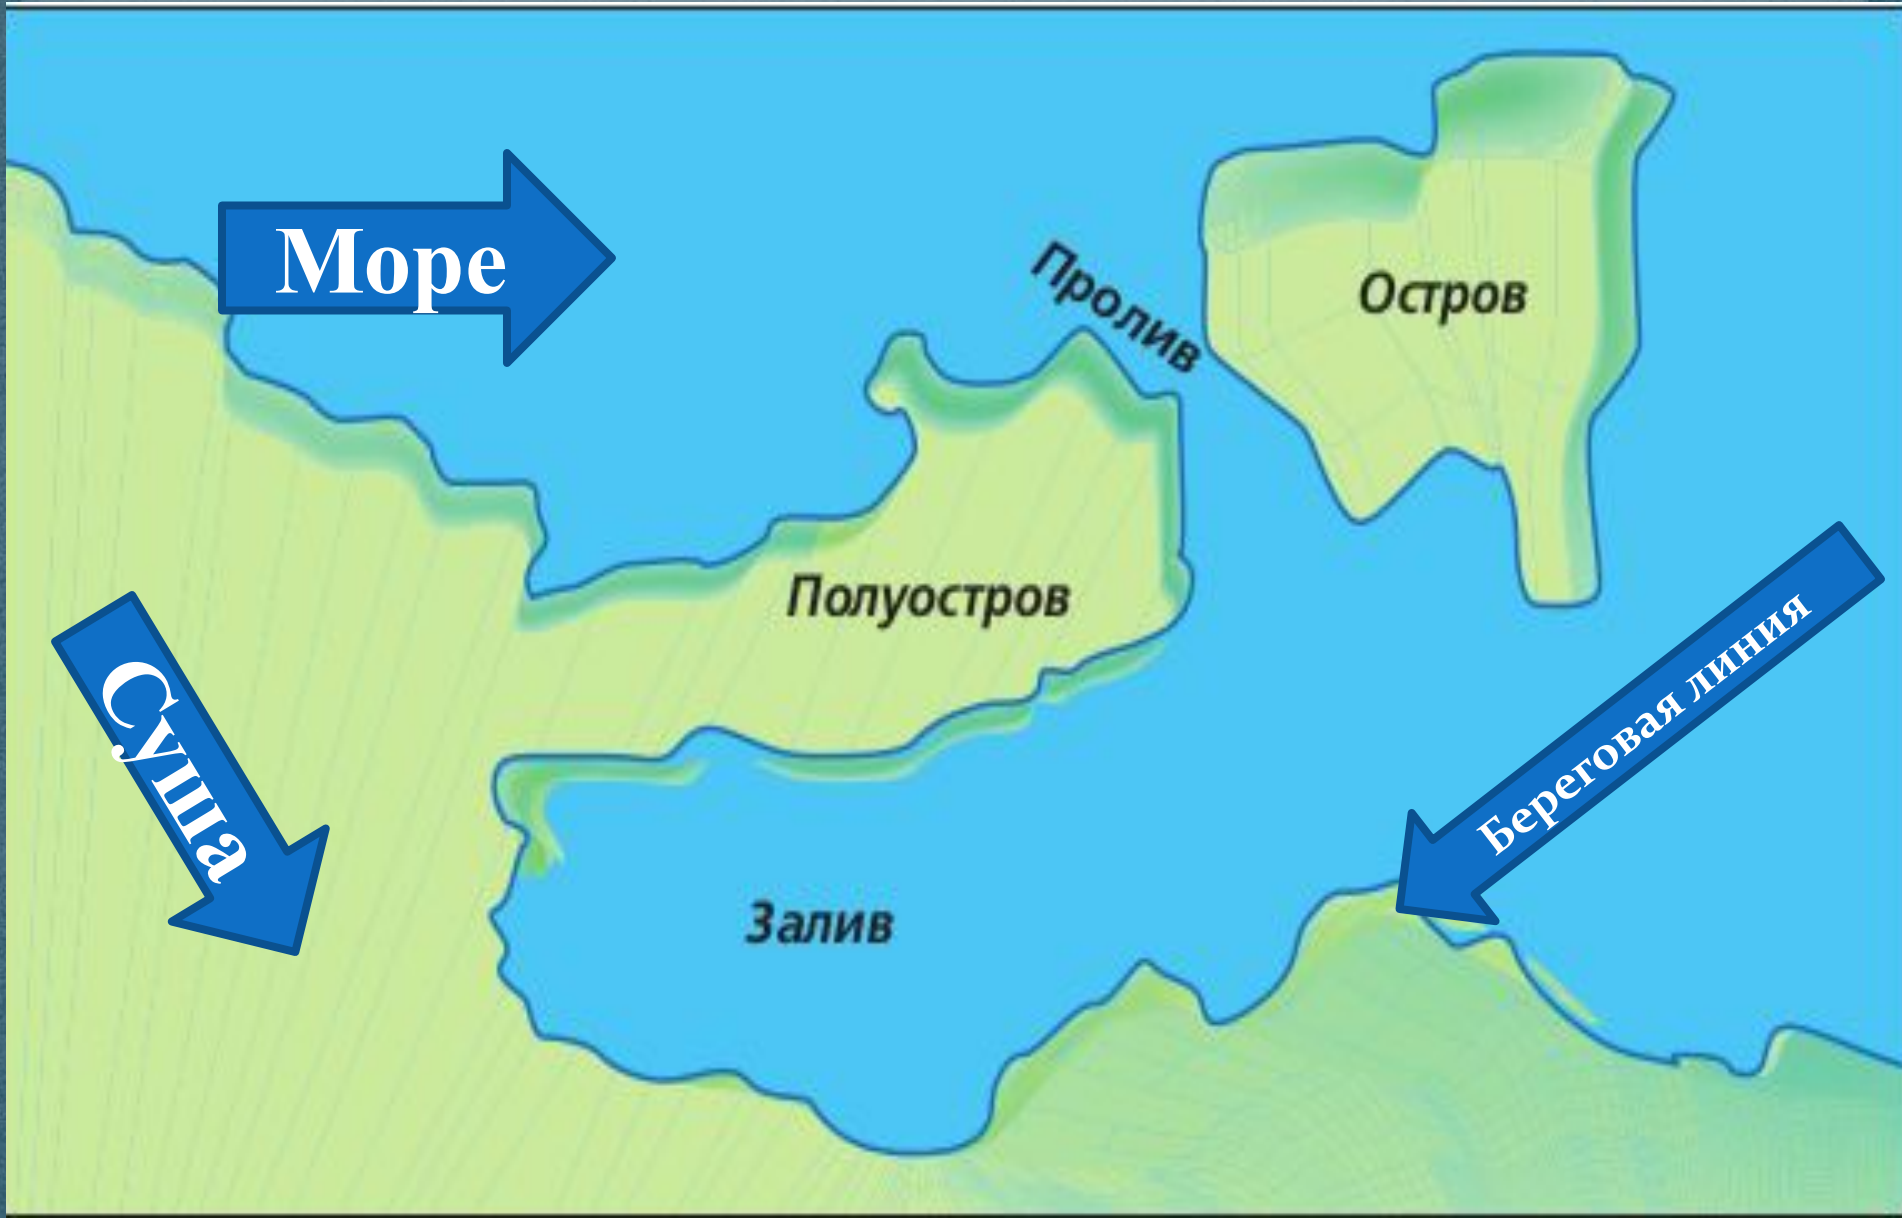 Море
Пролив
Остров
Полуостров
Суша
Береговая линия
Залив